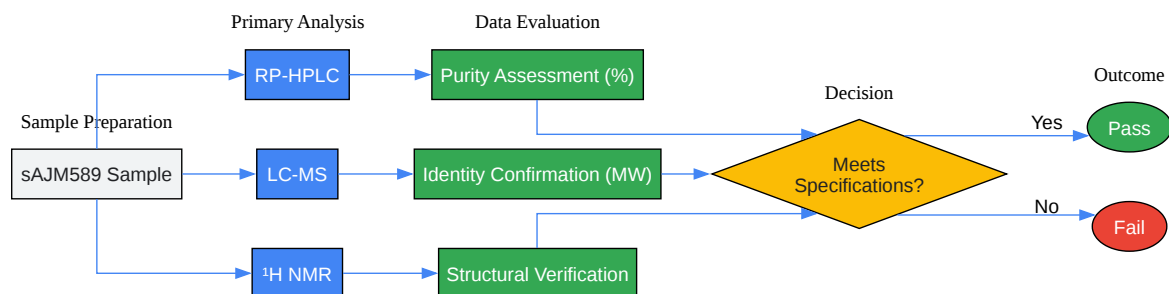 Primary Analysis
Data Evaluation
RP-HPLC
Purity Assessment (%)
Decision
Outcome
Sample Preparation
Yes
Pass
sAJM589 Sample
LC-MS
Identity Confirmation (MW)
Meets
Specifications?
No
Fail
¹H NMR
Structural Verification